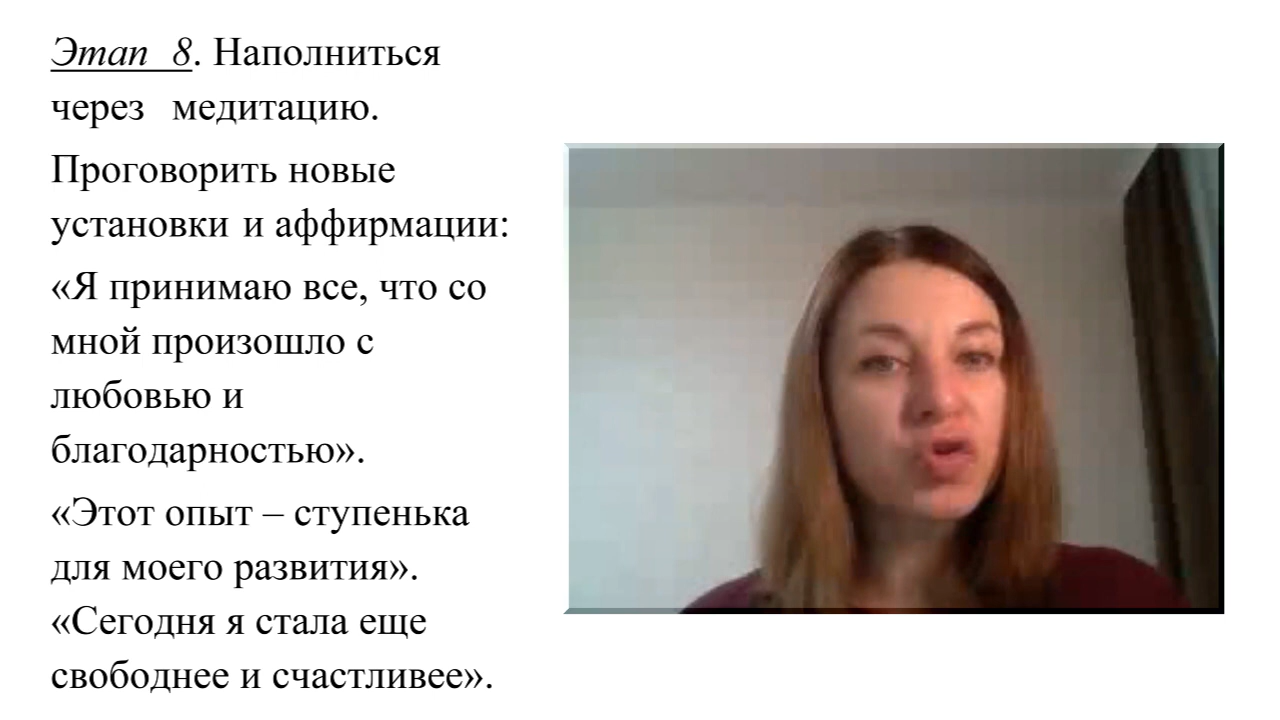 Этап 8. Наполниться
через медитацию.
Проговорить новые
установки и аффирмации:
«Я принимаю все, что со
мной произошло с
любовью и
благодарностью».
«Этот опыт – ступенька
для моего развития».
«Сегодня я стала еще
свободнее и счастливее».